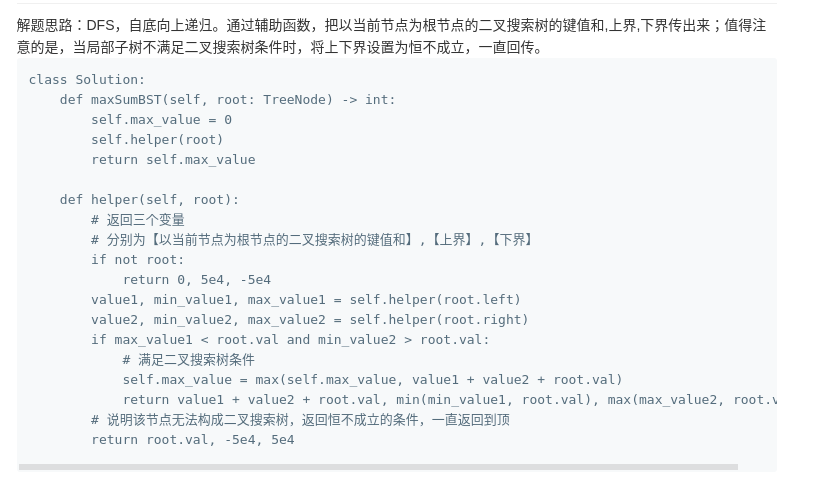 解题思路：DFS，自底向上递归。通过辅助函数，把以当前节点为根节点的二叉搜索树的键值和,上界,下界传出来；值得注
意的是，当局部子树不满足二叉搜索树条件时，将上下界设置为恒不成立，一直回传。
class Solution:
    def maxSumBST(self, root: TreeNode) -> int:
        self.max_value = 0
        self.helper(root)
        return self.max_value
    def helper(self, root):
        # 返回三个变量
        # 分别为【以当前节点为根节点的二叉搜索树的键值和】,【上界】,【下界】
        if not root:
            return 0, 5e4, -5e4
        value1, min_value1, max_value1 = self.helper(root.left)
        value2, min_value2, max_value2 = self.helper(root.right)
        if max_value1 < root.val and min_value2 > root.val:
            # 满足二叉搜索树条件
            self.max_value = max(self.max_value, value1 + value2 + root.val)
            return value1 + value2 + root.val, min(min_value1, root.val), max(max_value2, root.v
        # 说明该节点无法构成二叉搜索树，返回恒不成立的条件，一直返回到顶
        return root.val, -5e4, 5e4